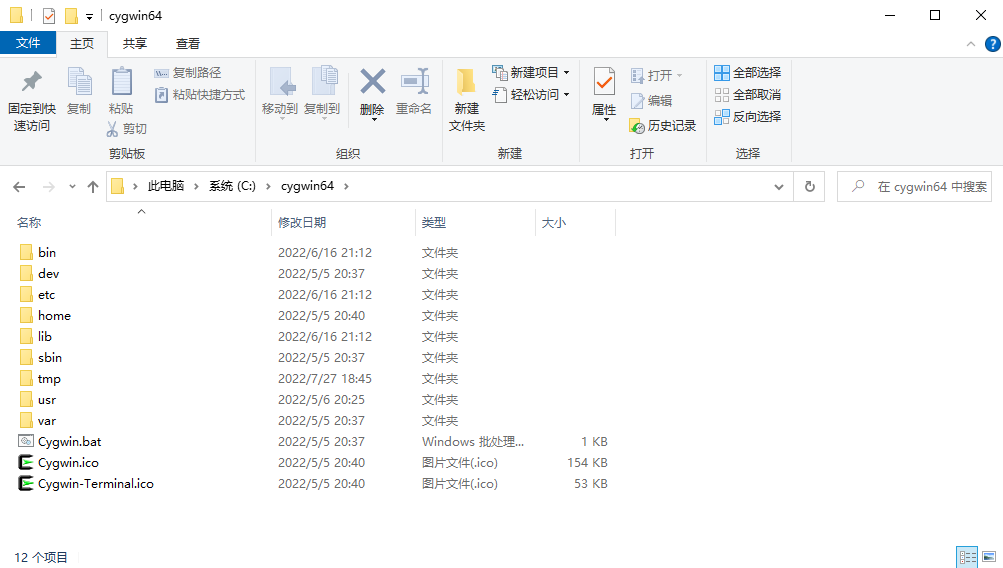 cygwin64
文件 主页 共享 查看
固定到快
速访问
复制
粘贴
复制路径
粘贴快捷方式
剪切
剪贴板
移动到 复制到 删除 重命名
组织
新建
文件夹
新建项目
轻松访问
新建
属性
打开
编辑
历史记录
打开
全部选择
全部取消
反向选择
选择
此电脑 › 系统 (C:) › cygwin64 ›
在 cygwin64 中搜索
名称 修改日期 类型 大小
bin 2022/6/16 21:12 文件夹
dev 2022/5/5 20:37 文件夹
etc 2022/6/16 21:12 文件夹
home 2022/5/5 20:40 文件夹
lib 2022/6/16 21:12 文件夹
sbin 2022/5/5 20:37 文件夹
tmp 2022/7/27 18:45 文件夹
usr 2022/5/6 20:25 文件夹
var 2022/5/5 20:37 文件夹
Cygwin.bat 2022/5/5 20:37 Windows 批处理... 1 KB
Cygwin.ico 2022/5/5 20:40 图片文件(.ico) 154 KB
Cygwin-Terminal.ico 2022/5/5 20:40 图片文件(.ico) 53 KB
12 个项目